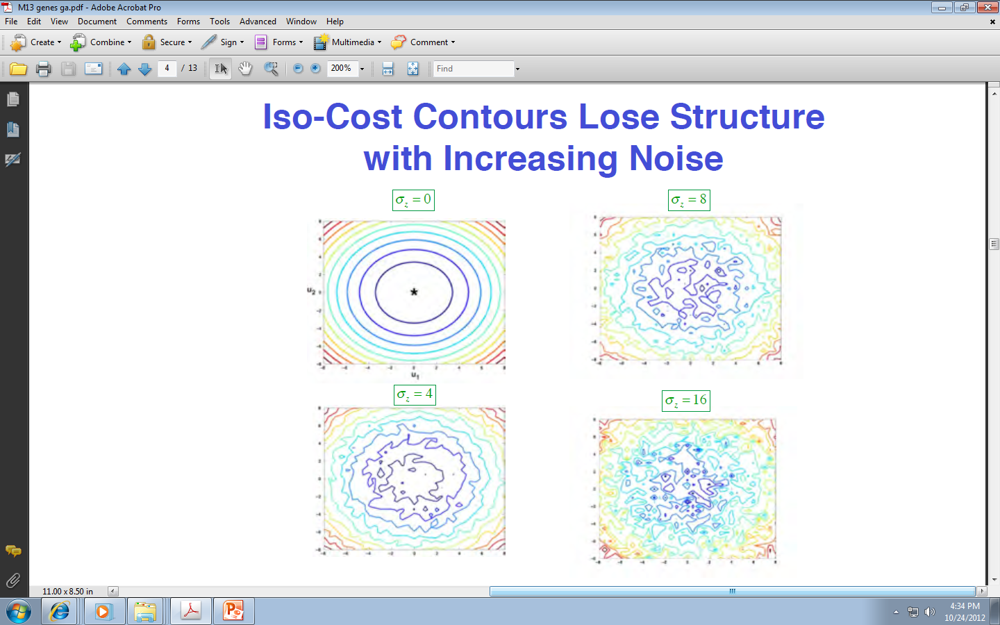 M13 genes ga.pdf - Adobe Acrobat Pro
File Edit View Document Comments Forms Tools Advanced Window Help
Create Combine Secure Sign Forms Multimedia Comment
4 / 13 200% Find
Iso-Cost Contours Lose Structure
with Increasing Noise
σz = 0
σz = 8
u2
u1
σz = 4
σz = 16
11.00 x 8.50 in
4:34 PM
10/24/2012